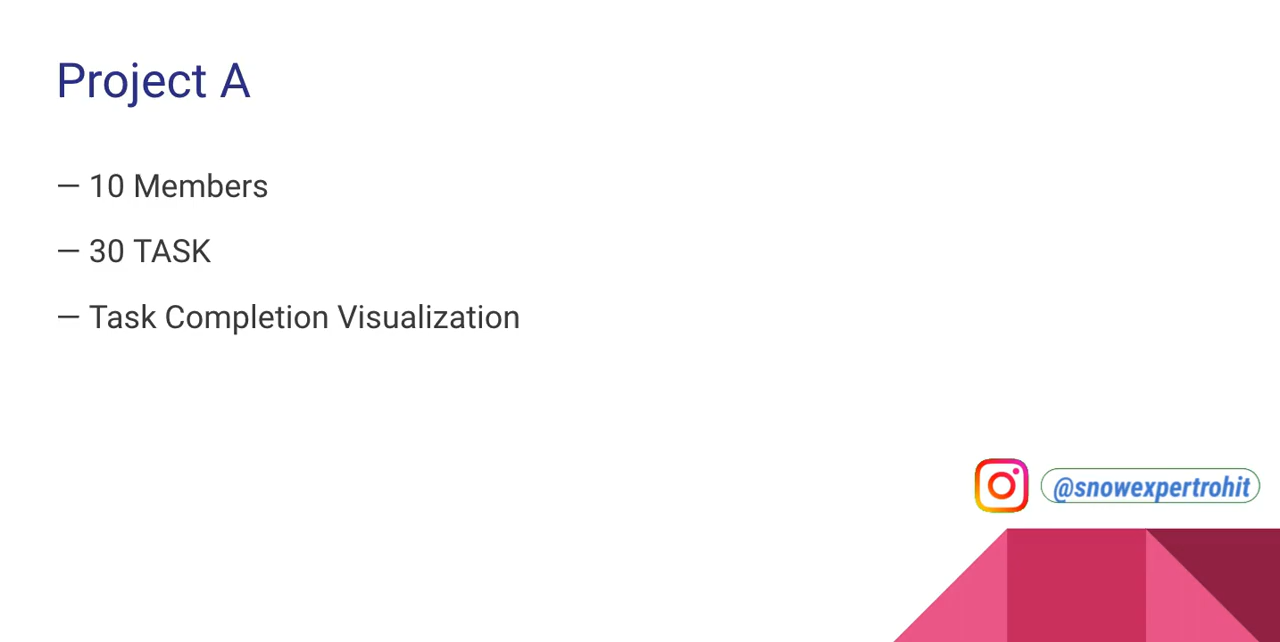 Project A
— 10 Members
— 30 TASK
— Task Completion Visualization
@snowexpertrohit